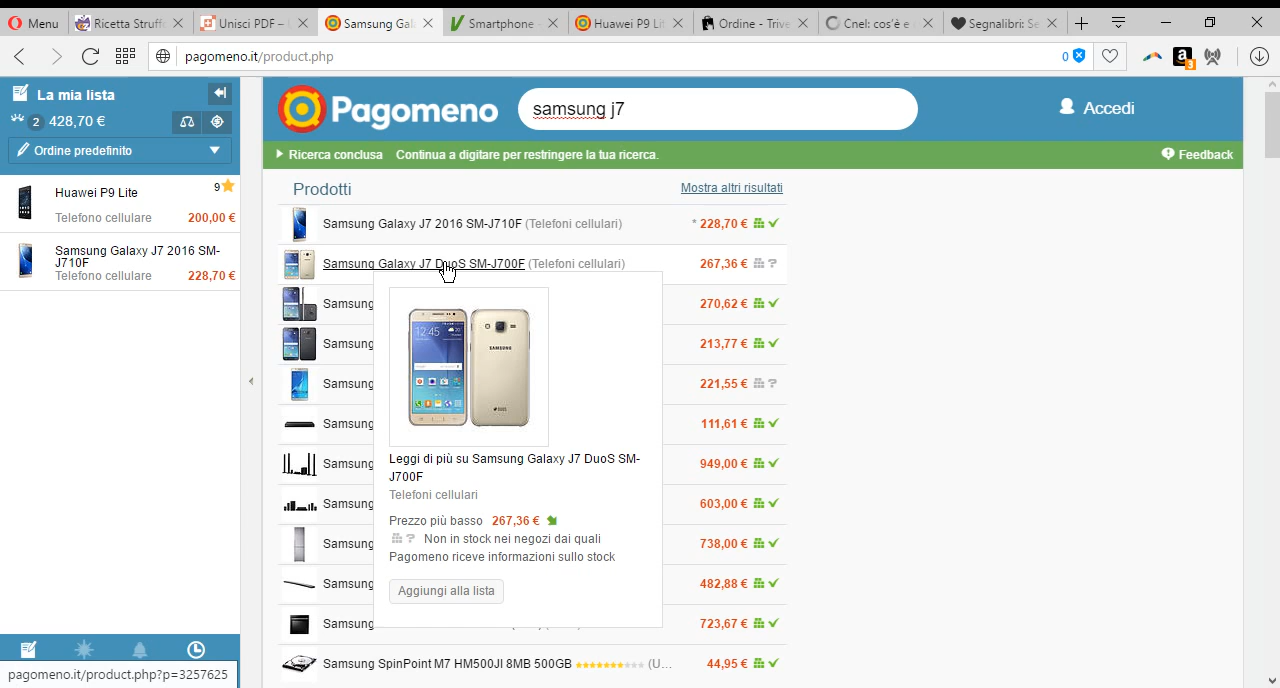 Menu
Ricetta Struff
Unisci PDF -
Samsung Gal
Smartphone -
Huawei P9 Lit
Ordine - Trive
Cnel: cos'è e
Segnalibri: Se
pagomeno.it/product.php
0
3
La mia lista
2 428,70 €
Ordine predefinito
Huawei P9 Lite
9
Telefono cellulare 200,00 €
Samsung Galaxy J7 2016 SM-
J710F
Telefono cellulare 228,70 €
pagomeno.it/product.php?p=3257625
Pagomeno
samsung j7
Accedi
Ricerca conclusa Continua a digitare per restringere la tua ricerca.
Feedback
Prodotti
Mostra altri risultati
Samsung Galaxy J7 2016 SM-J710F (Telefoni cellulari) * 228,70 €
Samsung Galaxy J7 DuoS SM-J700F (Telefoni cellulari) 267,36 € ?
Samsung 270,62 €
Samsung 213,77 €
Samsung 221,55 € ?
Samsung 111,61 €
Samsung 949,00 €
Samsung 603,00 €
Samsung 738,00 €
Samsung 482,88 €
Samsung 723,67 €
Samsung SpinPoint M7 HM500JI 8MB 500GB (U... 44,95 €
12:45
SAMSUNG
Leggi di più su Samsung Galaxy J7 DuoS SM-
J700F
Telefoni cellulari
Prezzo più basso 267,36 €
? Non in stock nei negozi dai quali
Pagomeno riceve informazioni sullo stock
Aggiungi alla lista